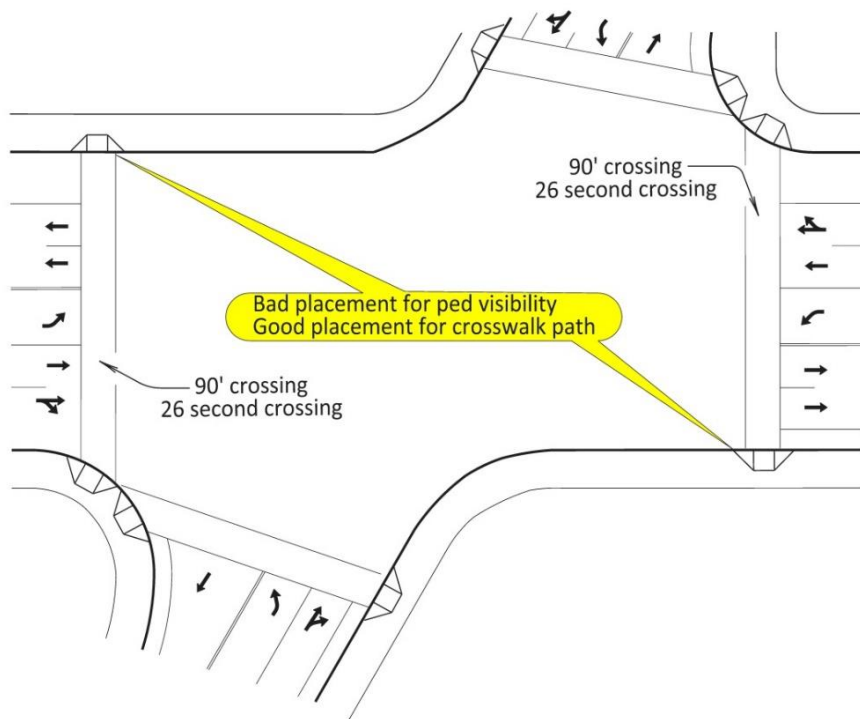 90' crossing
26 second crossing
Bad placement for ped visibility
Good placement for crosswalk path
90' crossing
26 second crossing